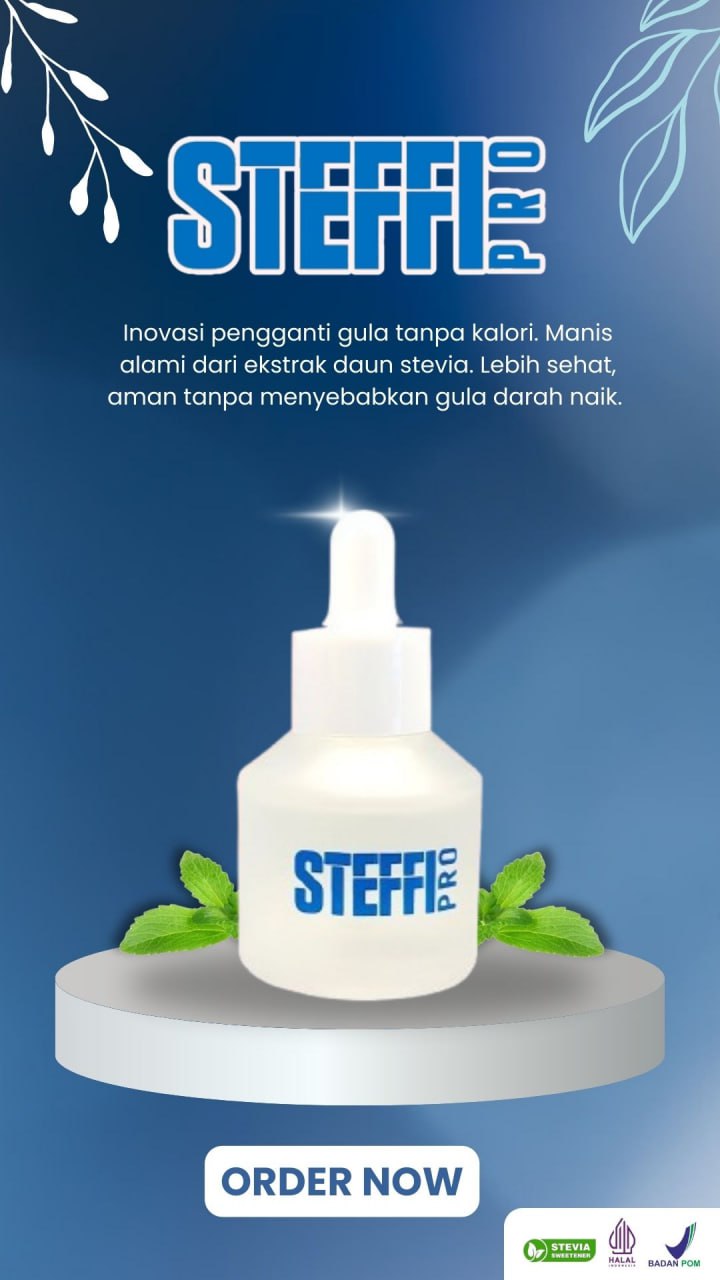 STEFFI PRO
Inovasi pengganti gula tanpa kalori. Manis
alami dari ekstrak daun stevia. Lebih sehat,
aman tanpa menyebabkan gula darah naik.
STEFFI PRO
ORDER NOW
STEVIA
SWEETENER
HALAL
INDONESIA
BADAN POM